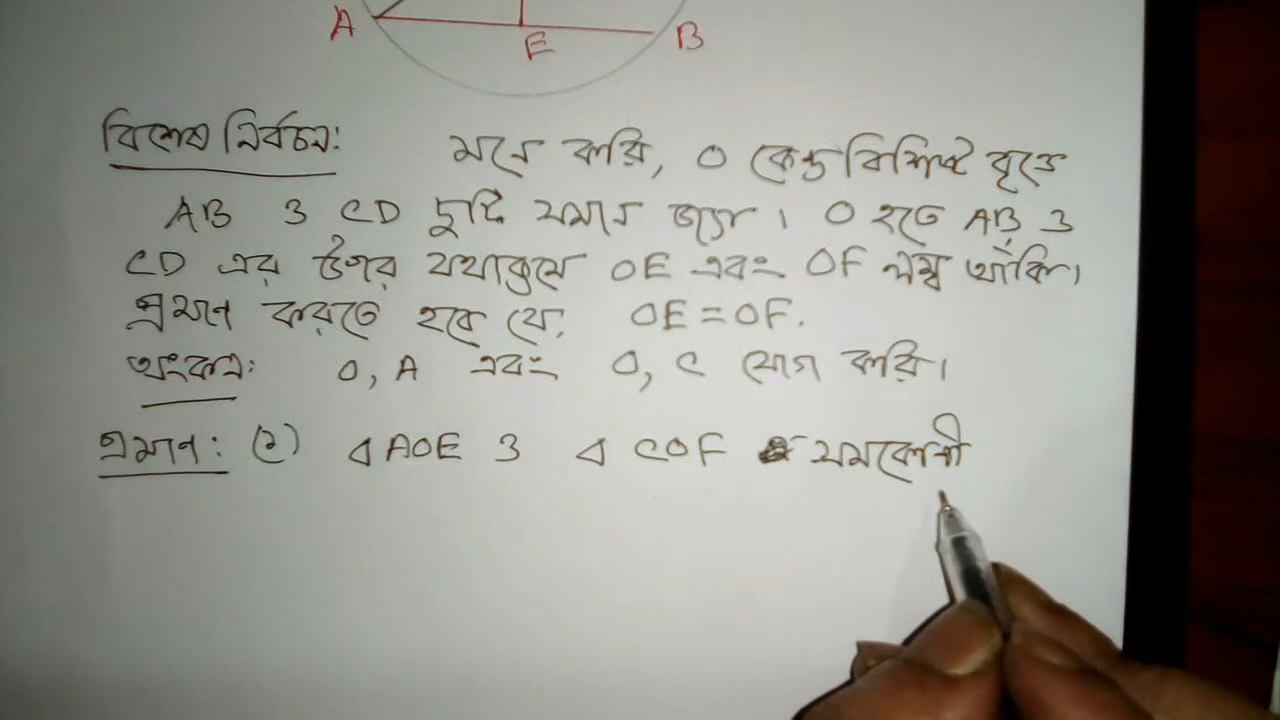 A E B
বিশেষ নির্বচন: মনে করি, O কেন্দ্র বিশিষ্ট বৃত্তে
AB ও CD দুটি সমান জ্যা। O হতে AB ও
CD এর উপর যথাক্রমে OE এবং OF লম্ব আঁকি।
প্রমাণ করতে হবে যে, OE = OF.
অংকন: O, A এবং O, C যোগ করি।
প্রমাণ: (১) ⊲ AOE ও ⊲ COF সমকোণী